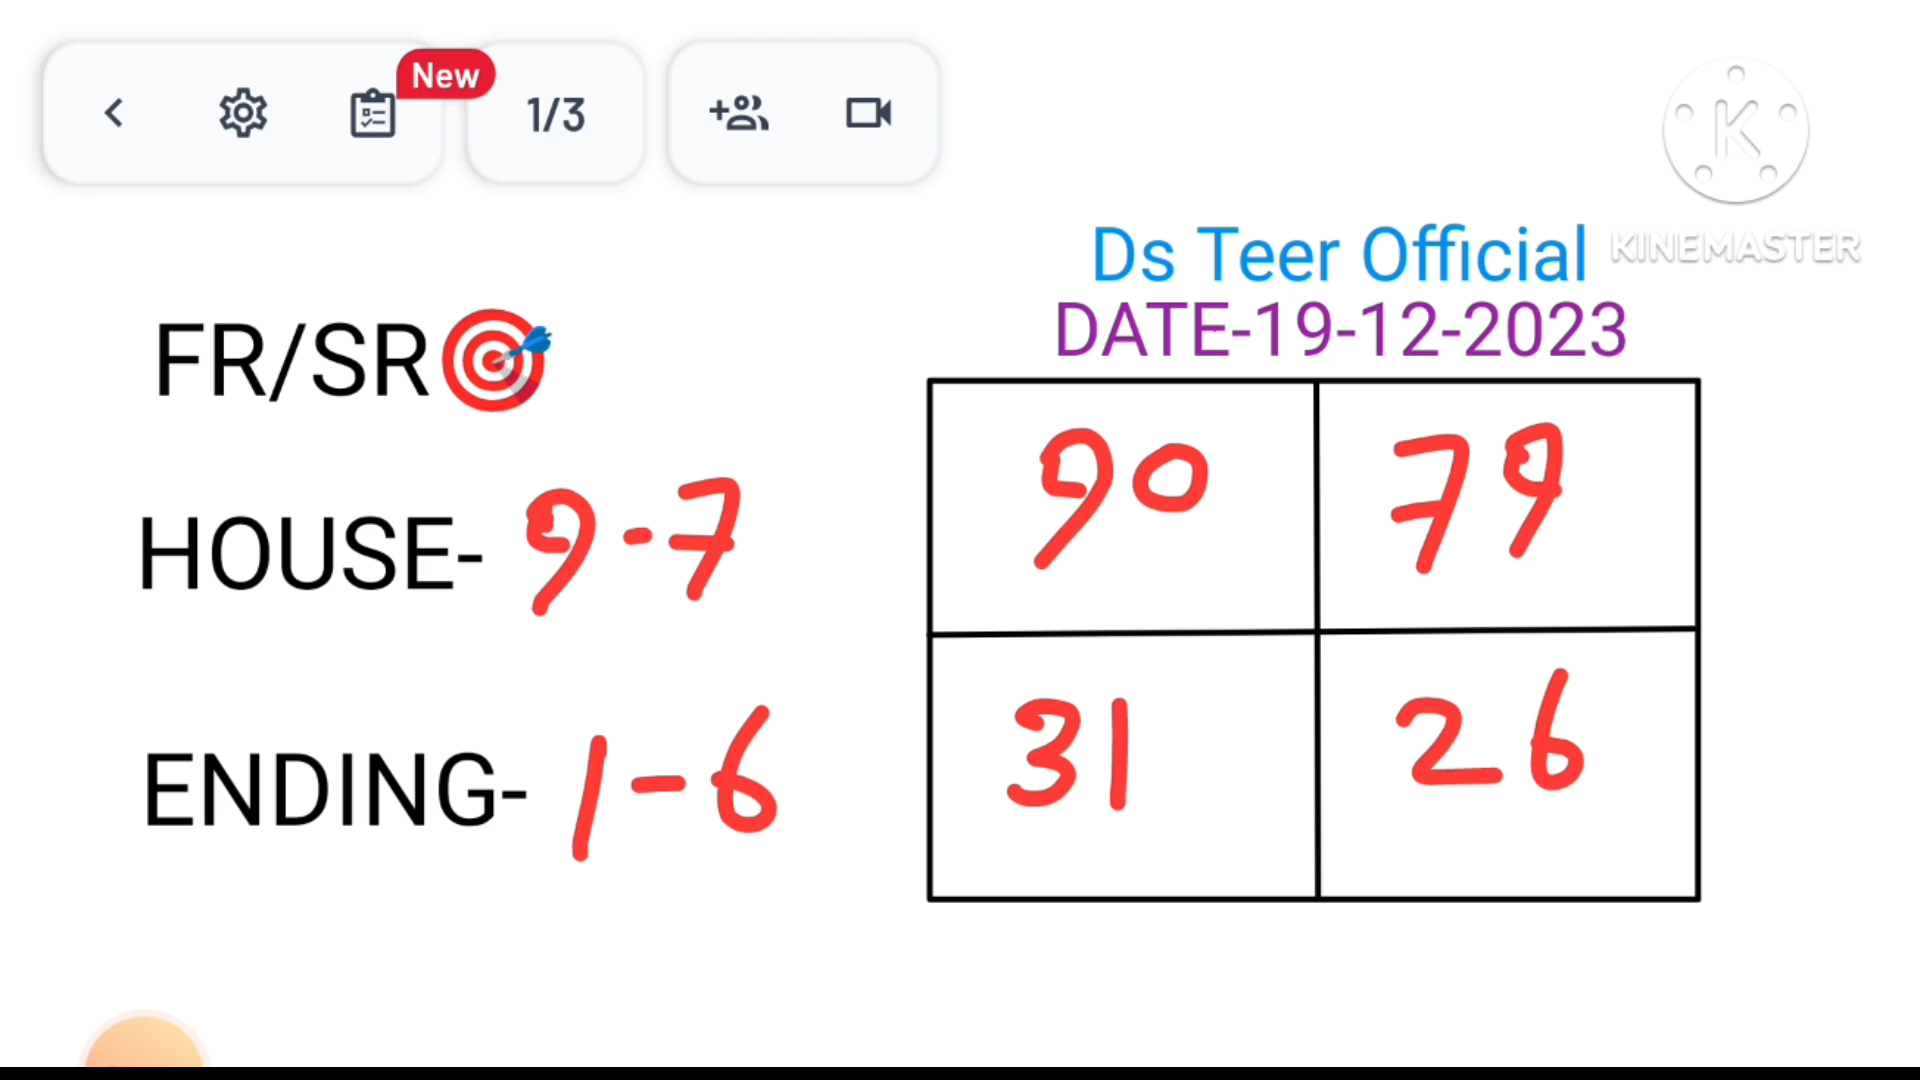 New
1/3
K
KINEMASTER
Ds Teer Official
DATE-19-12-2023
FR/SR
HOUSE- 9-7
ENDING- 1-6
90 79
31 26